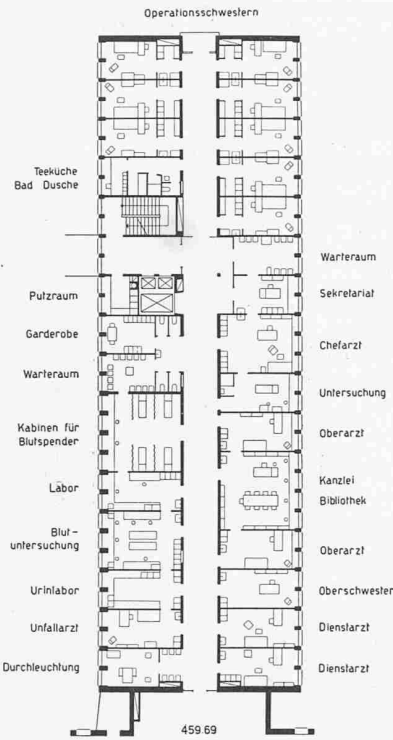 Operationsschwestern
Teeküche
Bad Dusche
Putzraum
Garderobe
Warteraum
Kabinen für
Blutspender
Labor
Blut-
untersuchung
Urinlabor
Unfallarzt
Durchleuchtung
Warteraum
Sekretariat
Chefarzt
Untersuchung
Oberarzt
Kanzlei
Bibliothek
Oberarzt
Oberschwester
Dienstarzt
Dienstarzt
459.69